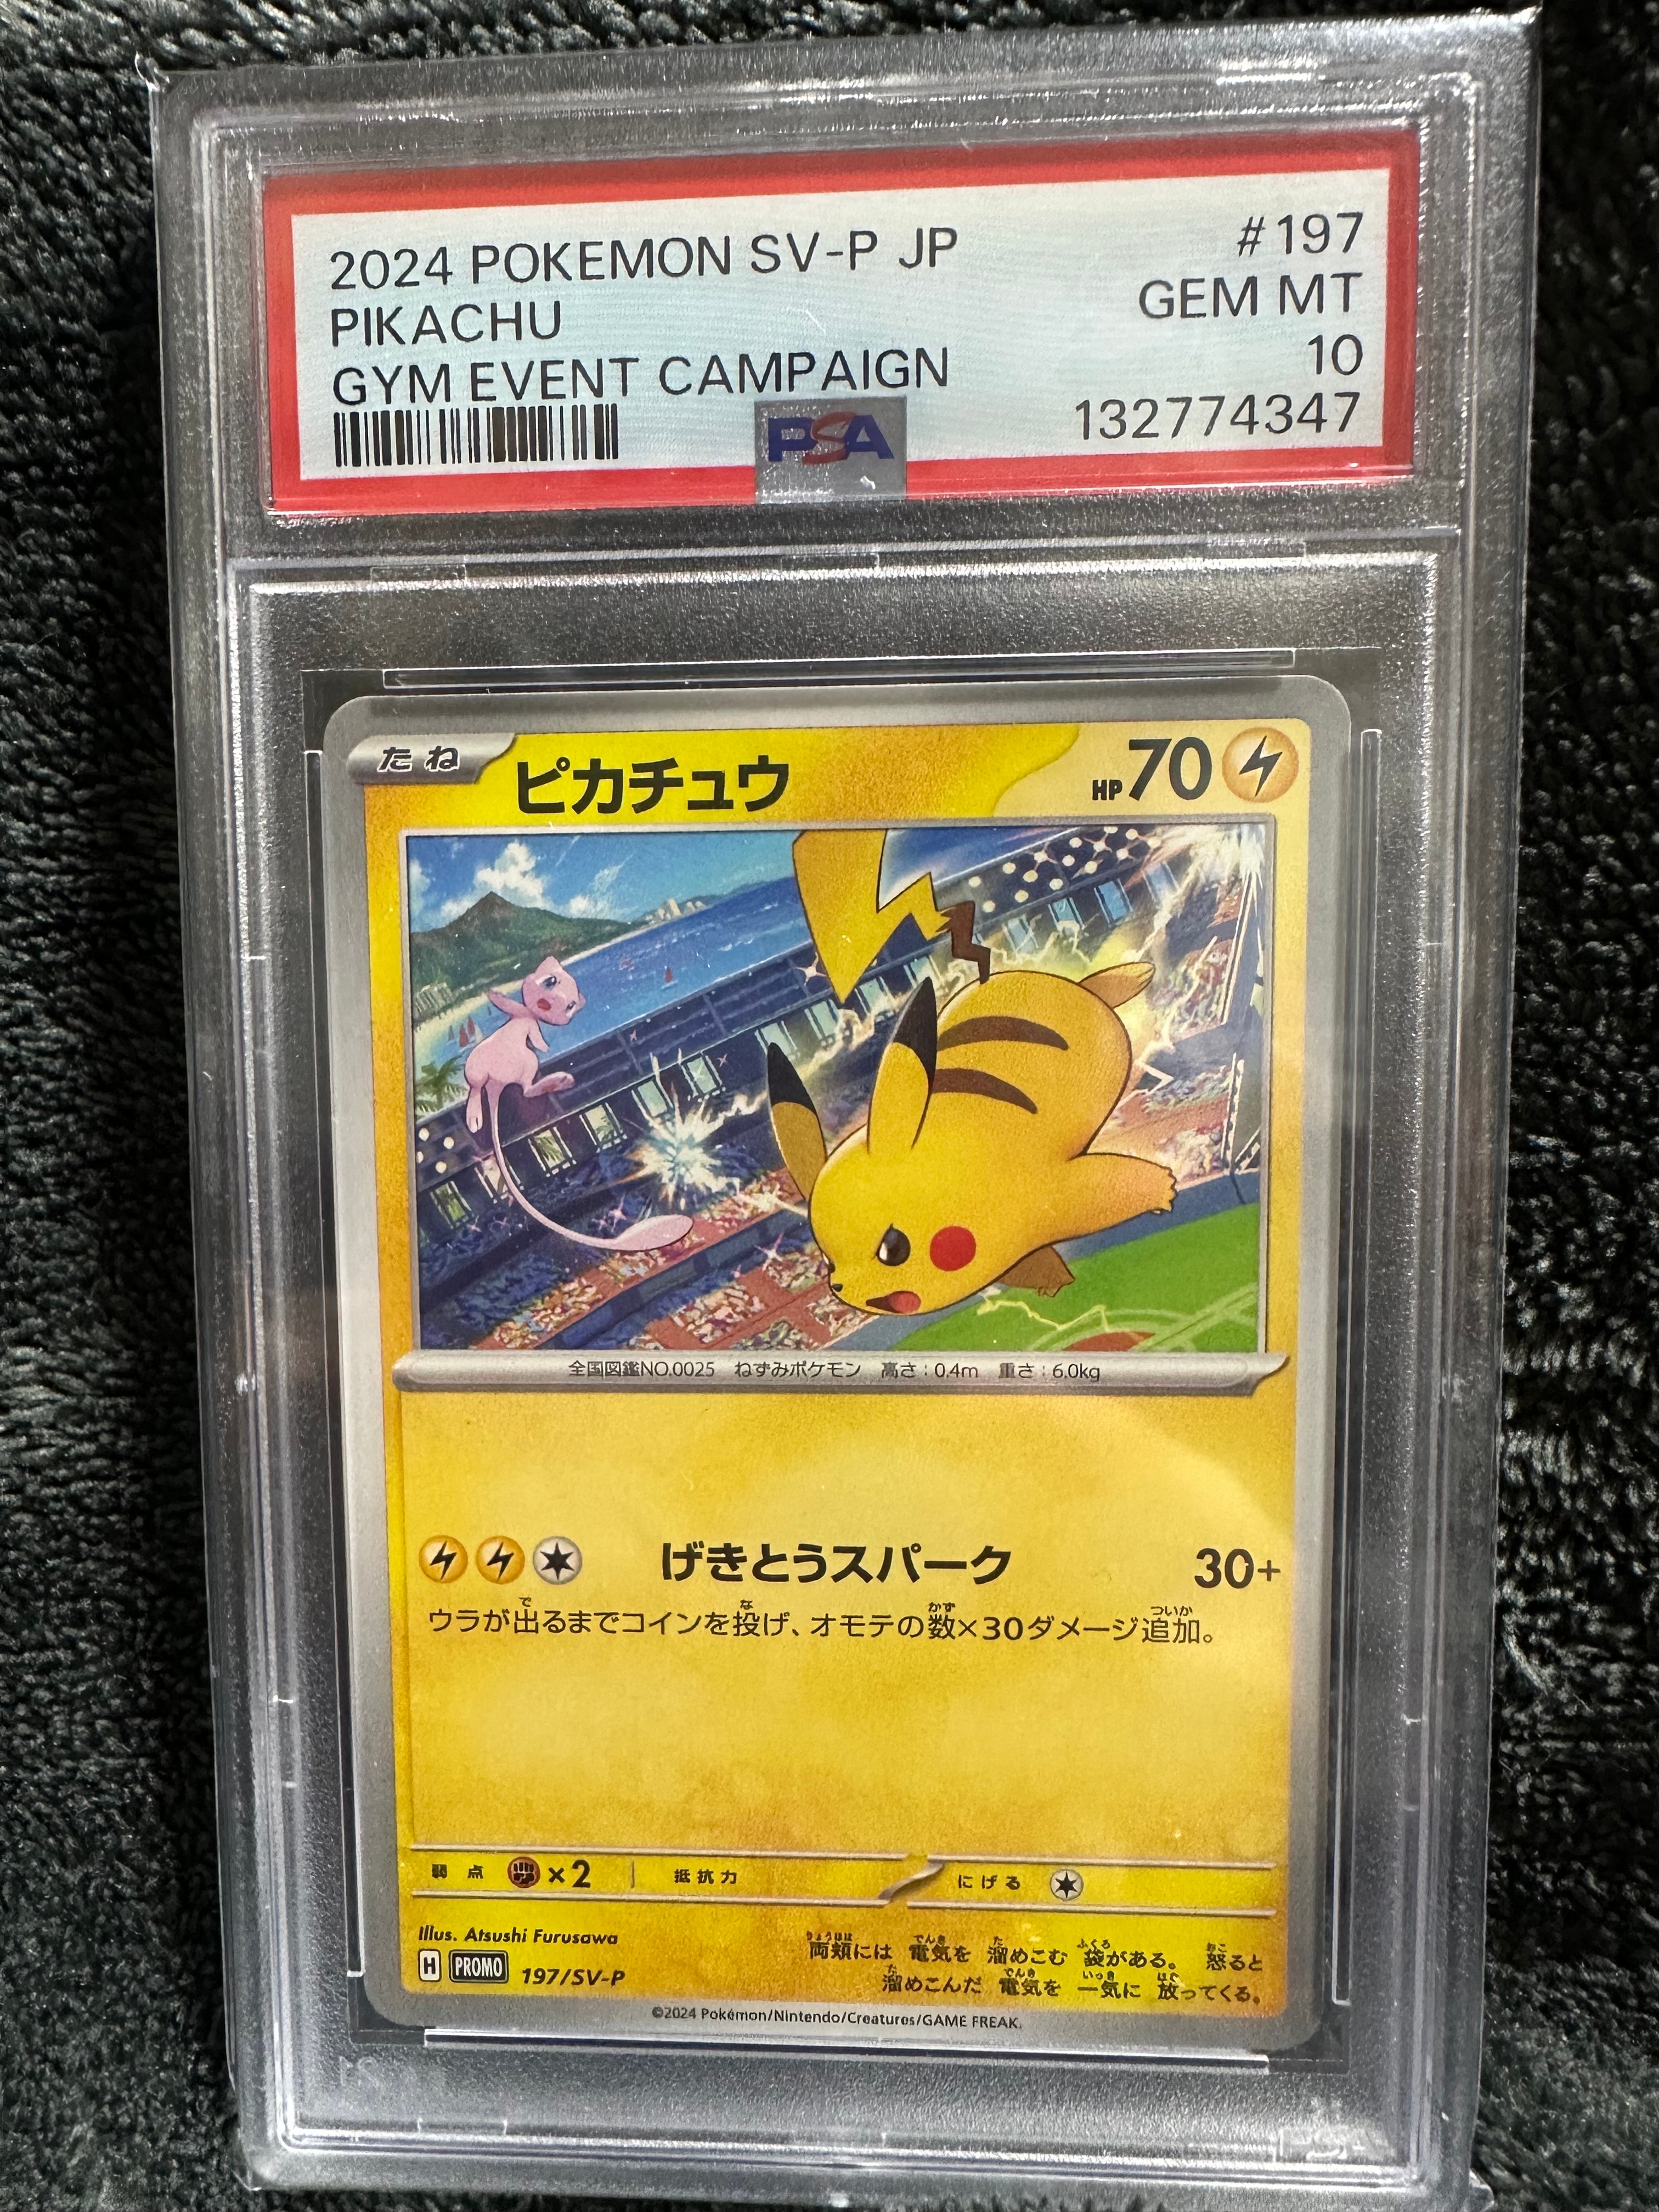 2024 POKEMON SV-P JP #197
PIKACHU GEM MT
GYM EVENT CAMPAIGN 10
PSA 132774347
たね ピカチュウ HP70
全国図鑑NO.0025 ねずみポケモン 高さ:0.4m 重さ:6.0kg
げきとうスパーク 30+
ウラが出るまでコインを投げ、オモテの数×30ダメージ追加。
弱点 ×2 抵抗力 にげる
Illus. Atsushi Furusawa
H PROMO 197/SV-P
両頬には 電気を 溜めこむ 袋がある。 怒ると
溜めこんだ 電気を 一気に 放ってくる。
©2024 Pokémon/Nintendo/Creatures/GAME FREAK.